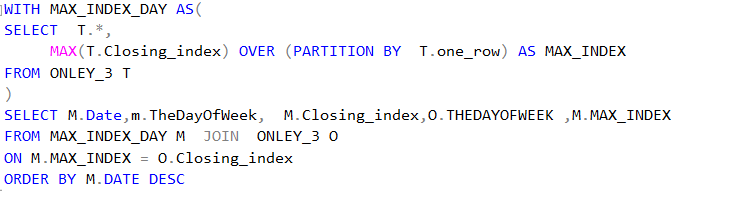 WITH MAX_INDEX_DAY AS(
SELECT  T.*,
      MAX(T.Closing_index) OVER (PARTITION BY  T.one_row) AS MAX_INDEX
FROM ONLEY_3 T
)
SELECT M.Date,m.TheDayOfWeek,  M.Closing_index,O.THEDAYOFWEEK ,M.MAX_INDEX
FROM MAX_INDEX_DAY M  JOIN  ONLEY_3 O
ON M.MAX_INDEX = O.Closing_index
ORDER BY M.DATE DESC